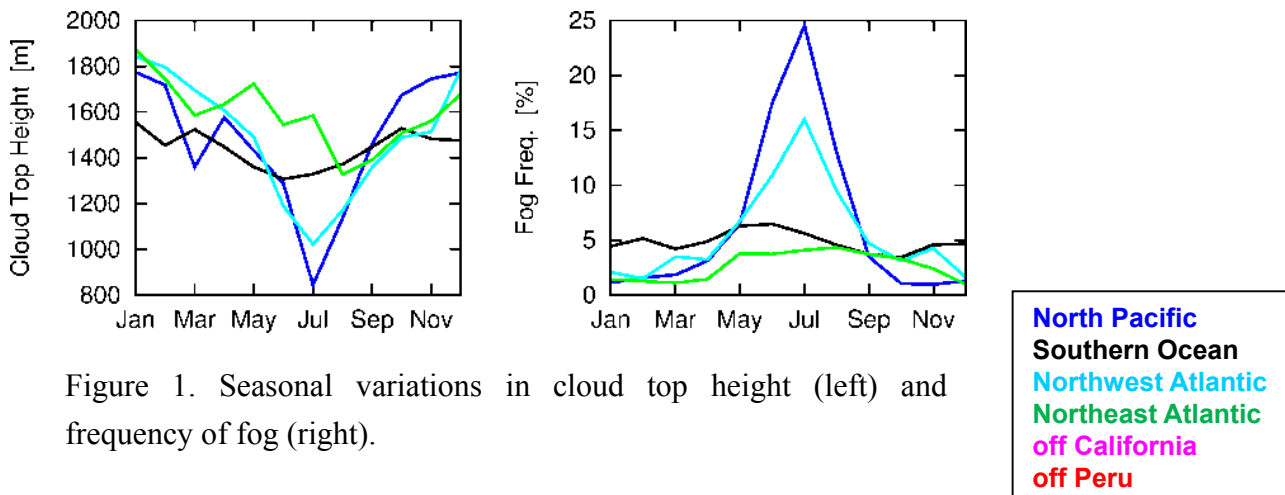 2000
1800
1600
1400
1200
1000
800
Cloud Top Height [m]
Jan Mar May Jul Sep Nov
25
20
15
10
5
0
Fog Freq. [%]
Jan Mar May Jul Sep Nov
North Pacific
Southern Ocean
Northwest Atlantic
Northeast Atlantic
off California
off Peru
Figure 1. Seasonal variations in cloud top height (left) and
frequency of fog (right).